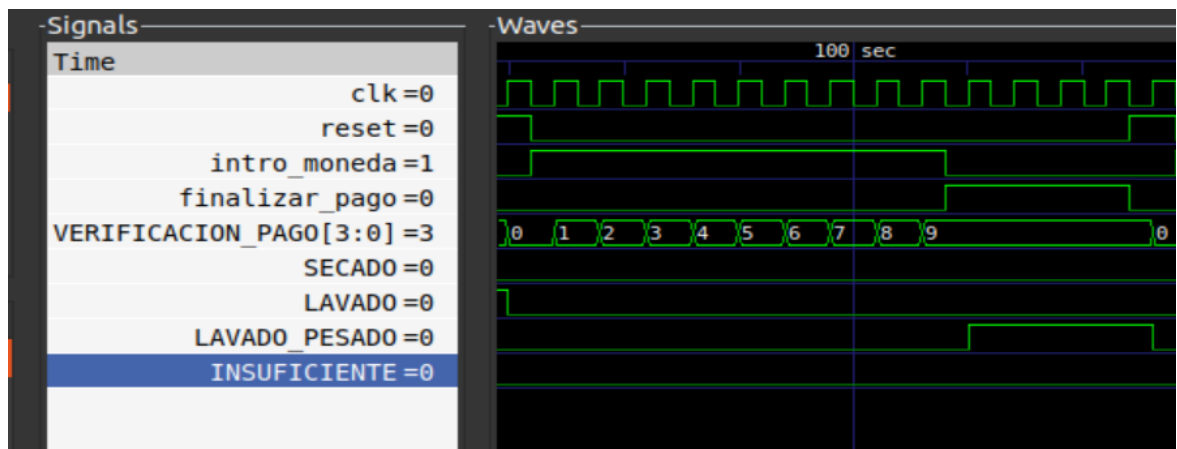 Signals
Waves
Time
100 sec
clk=0
reset=0
intro_moneda=1
finalizar_pago=0
VERIFICACION_PAGO[3:0]=3
0 1 2 3 4 5 6 7 8 9 0
SECADO=0
LAVADO=0
LAVADO_PESADO=0
INSUFICIENTE=0